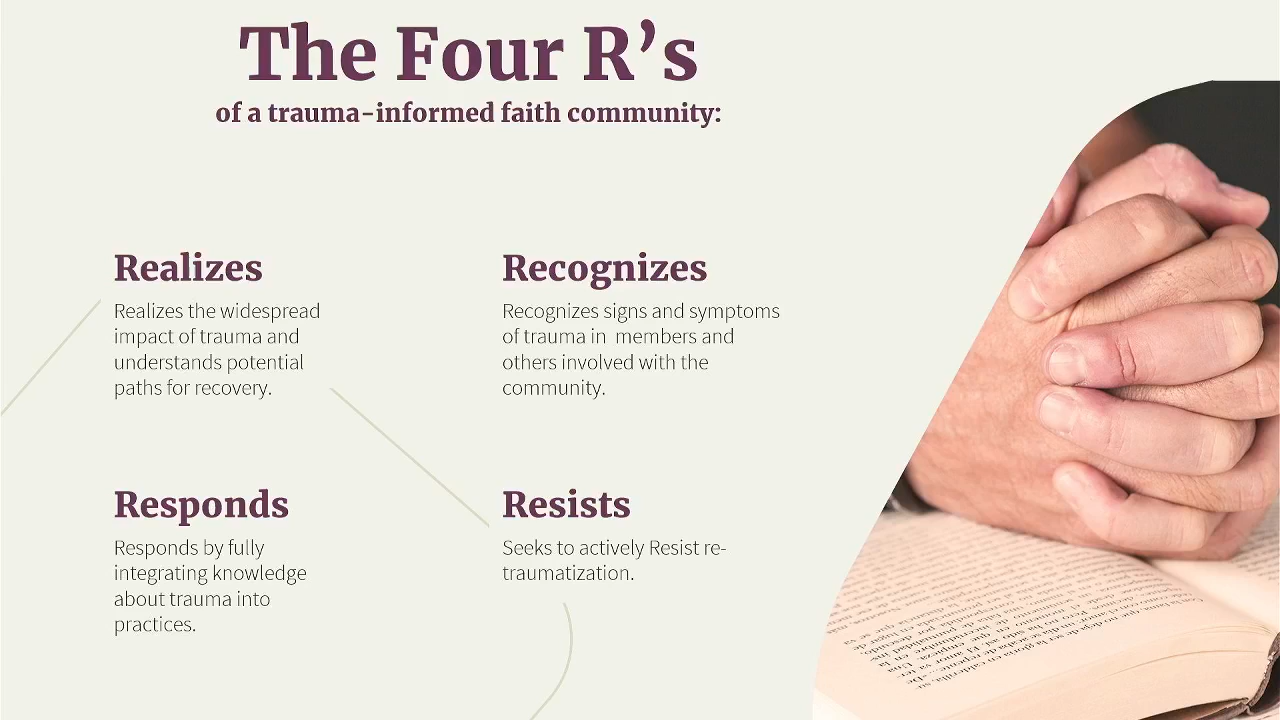 The Four R’s
of a trauma-informed faith community:
Realizes
Realizes the widespread
impact of trauma and
understands potential
paths for recovery.
Recognizes
Recognizes signs and symptoms
of trauma in  members and
others involved with the
community.
Responds
Responds by fully
integrating knowledge
about trauma into
practices.
Resists
Seeks to actively Resist re-
traumatization.